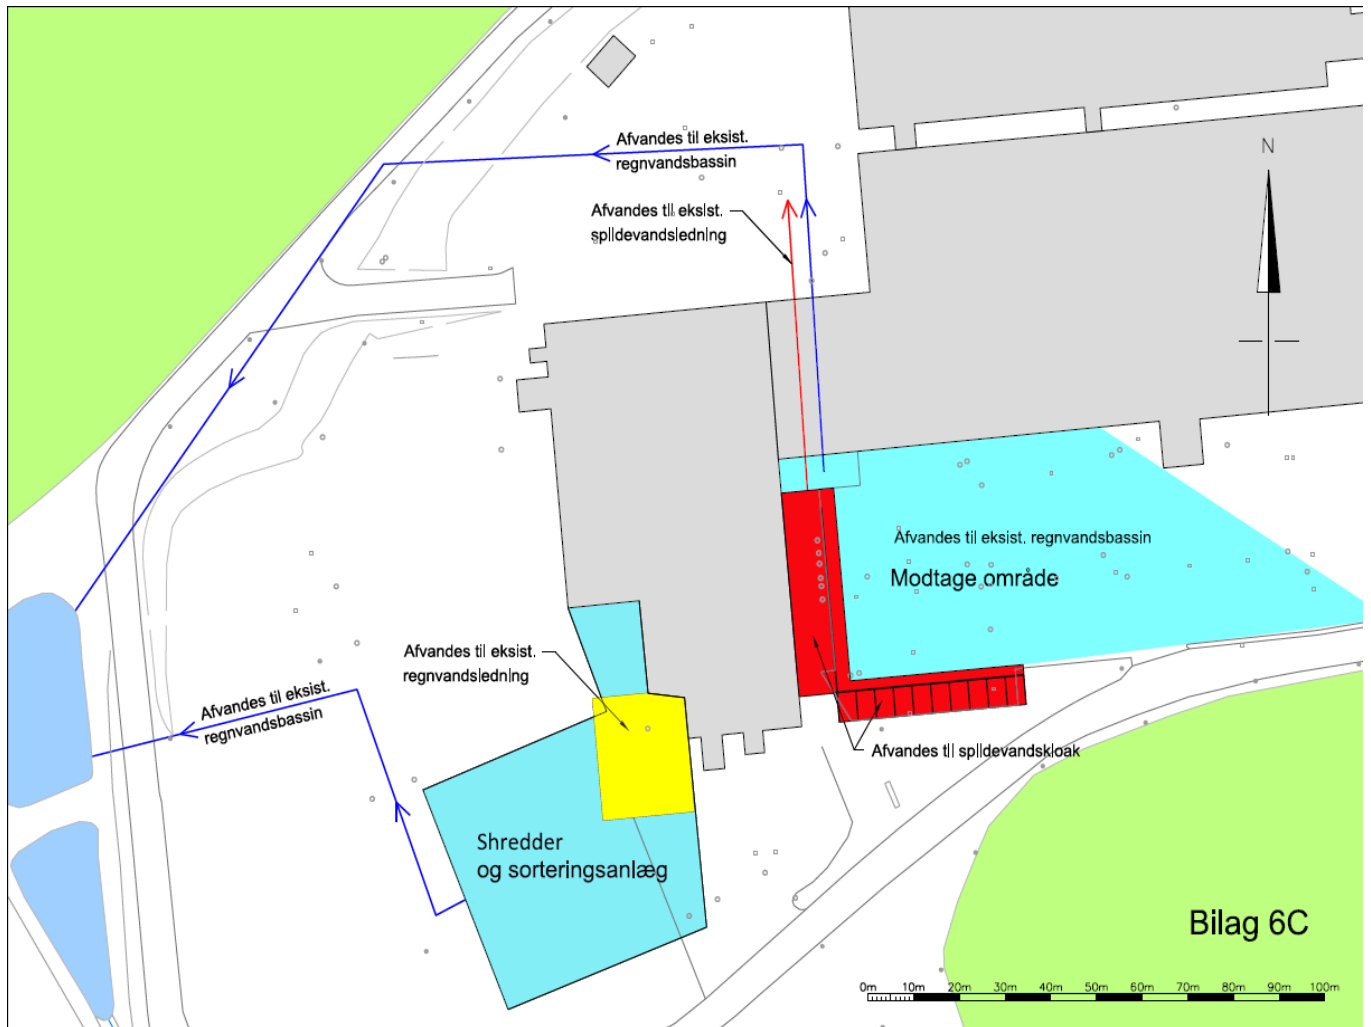 Afvandes til eksist.
regnvandsbassin
N
Afvandes til eksist.
spildevandsledning
Afvandes til eksist. regnvandsbassin
Modtage område
Afvandes til eksist.
regnvandsledning
Afvandes til eksist.
regnvandsbassin
Afvandes til spildevandskloak
Shredder
og sorteringsanlæg
Bilag 6C
0m 10m 20m 30m 40m 50m 60m 70m 80m 90m 100m